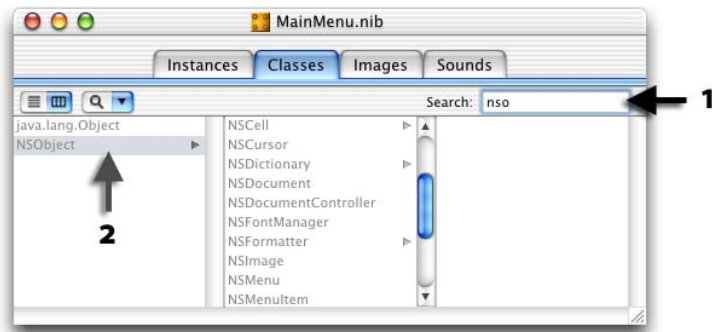 MainMenu.nib
Instances Classes Images Sounds
Search: nso 1
java.lang.Object NSCell
NSObject NSCursor
NSDictionary
NSDocument
2 NSDocumentController
NSFontManager
NSFormatter
NSImage
NSMenu
NSMenuItem